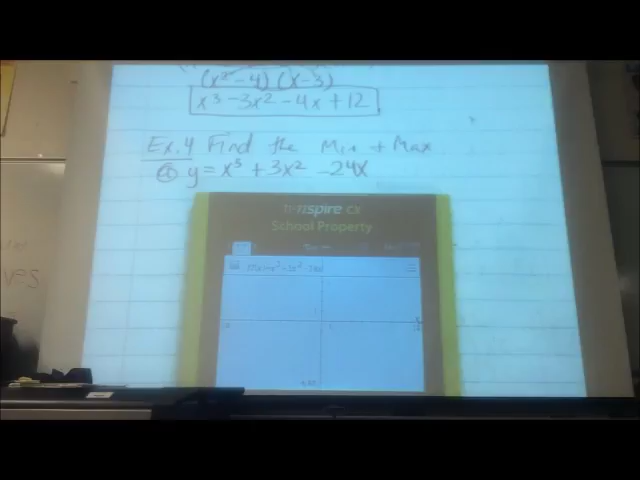 (x² - 4) (x - 3)
x³ - 3x² - 4x + 12
Ex. 4 Find the Min + Max
a y = x³ + 3x² - 24x
nspire cx
School Property